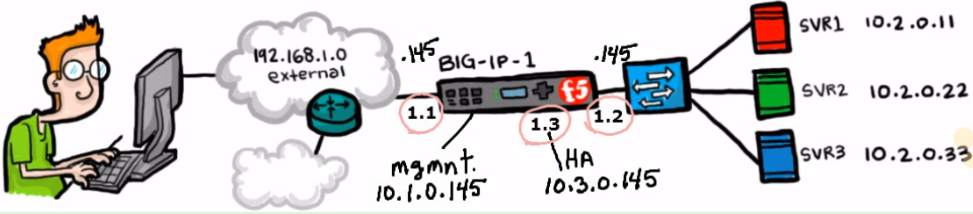 192.168.1.0
external
.145
BIG-IP-1
f5
.145
1.1
1.3
1.2
mgmnt.
10.1.0.145
HA
10.3.0.145
SVR1 10.2.0.11
SVR2 10.2.0.22
SVR3 10.2.0.33